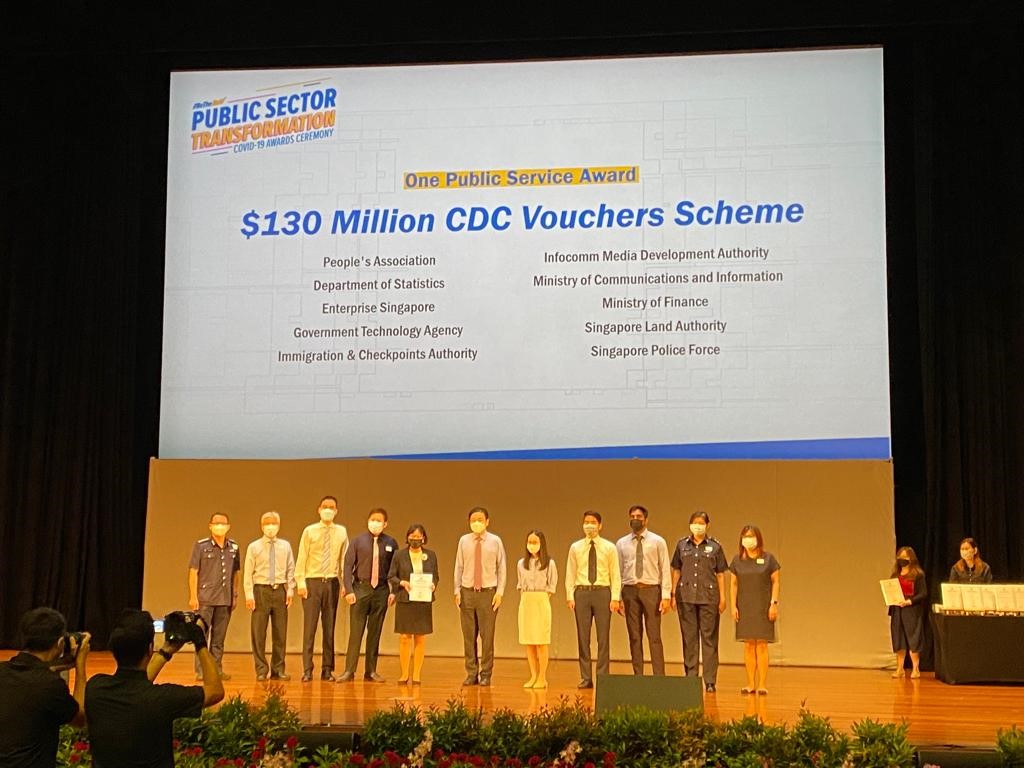 #BeTheBest
PUBLIC SECTOR
TRANSFORMATION
COVID-19 AWARDS CEREMONY
One Public Service Award
$130 Million CDC Vouchers Scheme
People's Association
Department of Statistics
Enterprise Singapore
Government Technology Agency
Immigration & Checkpoints Authority
Infocomm Media Development Authority
Ministry of Communications and Information
Ministry of Finance
Singapore Land Authority
Singapore Police Force